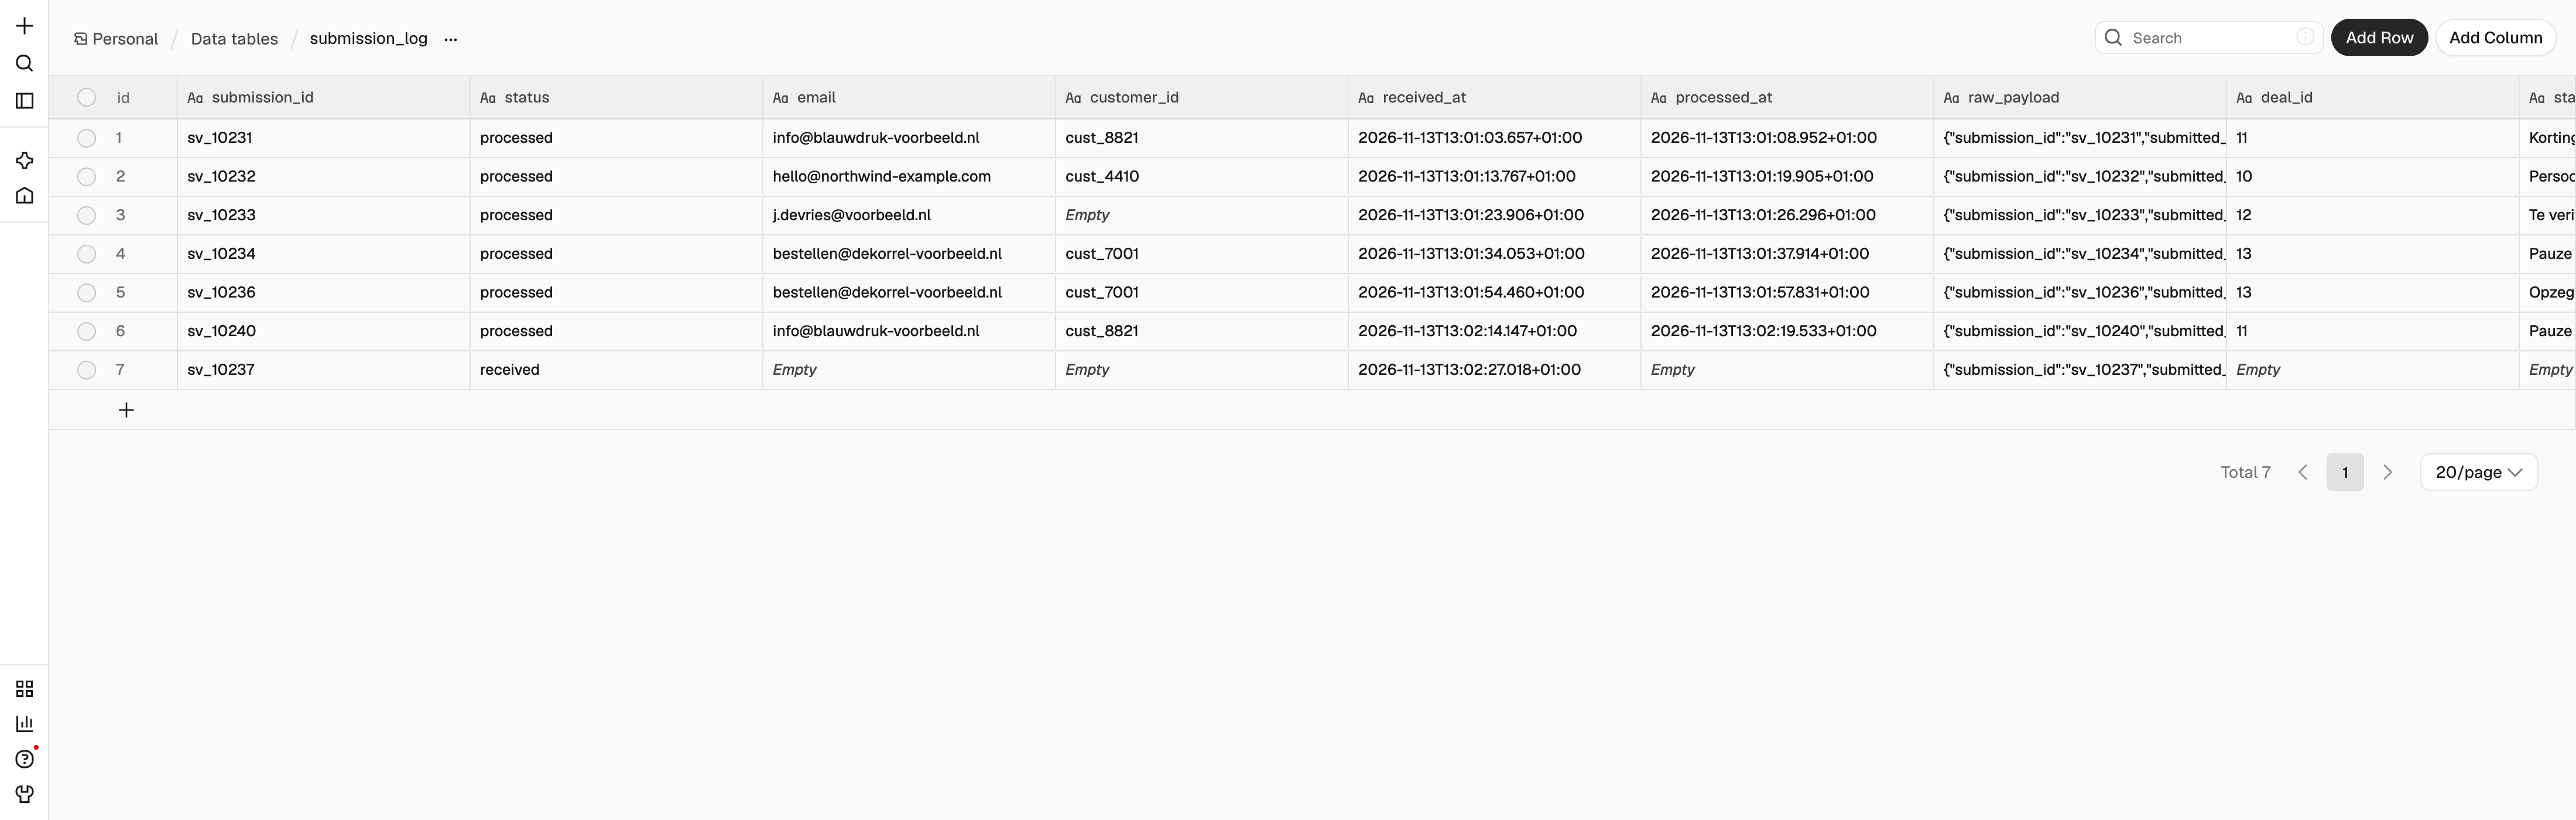 Personal / Data tables / submission_log ...
Search Add Row Add Column
id Aa submission_id Aa status Aa email Aa customer_id Aa received_at Aa processed_at Aa raw_payload Aa deal_id Aa sta
1 sv_10231 processed info@blauwdruk-voorbeeld.nl cust_8821 2026-11-13T13:01:03.657+01:00 2026-11-13T13:01:08.952+01:00 {"submission_id":"sv_10231","submitted_ 11 Korting
2 sv_10232 processed hello@northwind-example.com cust_4410 2026-11-13T13:01:13.767+01:00 2026-11-13T13:01:19.905+01:00 {"submission_id":"sv_10232","submitted_ 10 Persoo
3 sv_10233 processed j.devries@voorbeeld.nl Empty 2026-11-13T13:01:23.906+01:00 2026-11-13T13:01:26.296+01:00 {"submission_id":"sv_10233","submitted_ 12 Te veri
4 sv_10234 processed bestellen@dekorrel-voorbeeld.nl cust_7001 2026-11-13T13:01:34.053+01:00 2026-11-13T13:01:37.914+01:00 {"submission_id":"sv_10234","submitted_ 13 Pauze
5 sv_10236 processed bestellen@dekorrel-voorbeeld.nl cust_7001 2026-11-13T13:01:54.460+01:00 2026-11-13T13:01:57.831+01:00 {"submission_id":"sv_10236","submitted_ 13 Opzeg
6 sv_10240 processed info@blauwdruk-voorbeeld.nl cust_8821 2026-11-13T13:02:14.147+01:00 2026-11-13T13:02:19.533+01:00 {"submission_id":"sv_10240","submitted_ 11 Pauze
7 sv_10237 received Empty Empty 2026-11-13T13:02:27.018+01:00 Empty {"submission_id":"sv_10237","submitted_ Empty Empty
Total 7 1 20/page